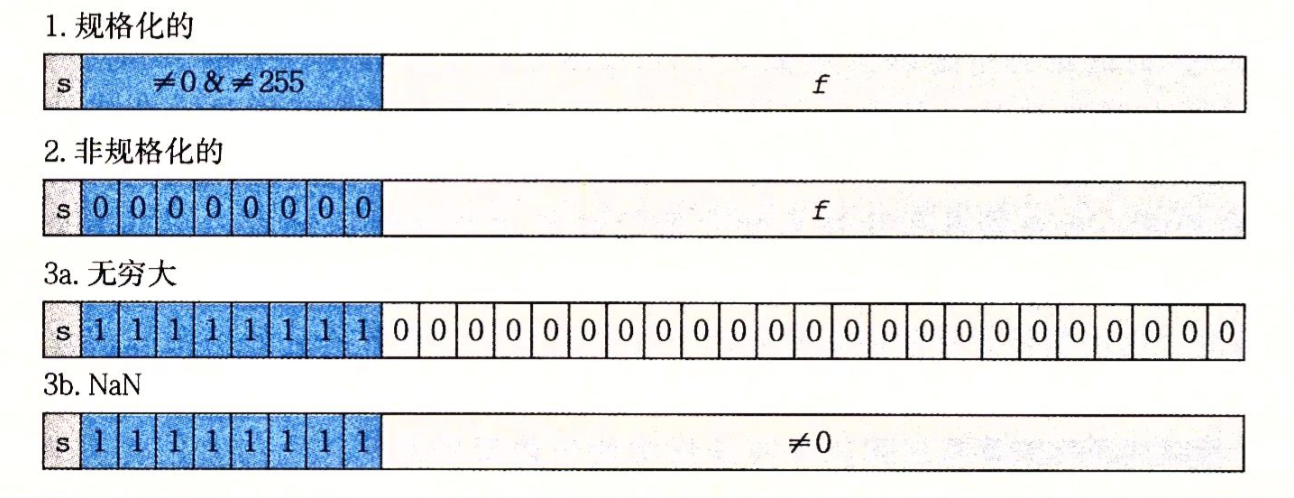 1. 规格化的
s ≠0 & ≠255 f
2. 非规格化的
s 0 0 0 0 0 0 0 0 f
3a. 无穷大
s 1 1 1 1 1 1 1 1 0 0 0 0 0 0 0 0 0 0 0 0 0 0 0 0 0 0 0 0 0 0 0
3b. NaN
s 1 1 1 1 1 1 1 1 ≠0